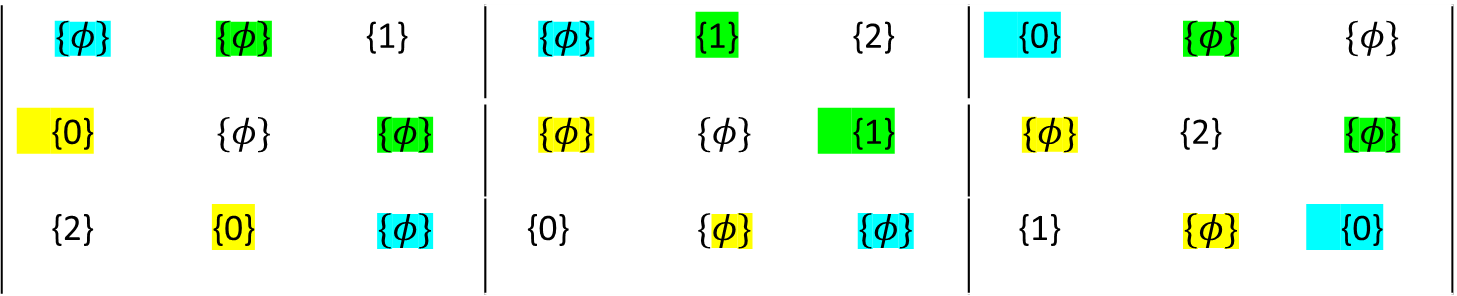 {ϕ} {ϕ} {1} {ϕ} {1} {2} {0} {ϕ} {ϕ}
{0} {ϕ} {ϕ} {ϕ} {ϕ} {1} {ϕ} {2} {ϕ}
{2} {0} {ϕ} {0} {ϕ} {ϕ} {1} {ϕ} {0}